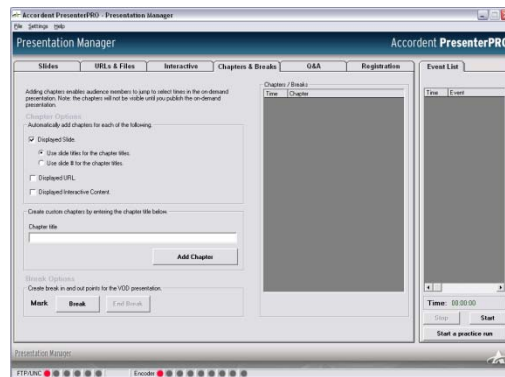 Accordent PresenterPRO - Presentation Manager
File Settings Help
Presentation Manager
Accordent PresenterPRO
Slides
URLs & Files
Interactive
Chapters & Breaks
Q&A
Registration
Event List
Adding chapters enables audience members to jump to select times in the on-demand
presentation. Note: the chapters will not be visible until you publish the on-demand
presentation.
Chapter Options
Automatically add chapters for each of the following.
Displayed Slide
Use slide titles for the chapter titles.
Use slide # for the chapter titles.
Displayed URL
Displayed Interactive Content
Create custom chapters by entering the chapter title below
Chapter title
Add Chapter
Break Options
Create break in and out points for the VOD presentation.
Mark
Break
End Break
Chapters / Breaks
Time Chapter
Time Event
Time: 00:00:00
Stop
Start
Start a practice run
Presentation Manager
FTP/UNC
Encoder